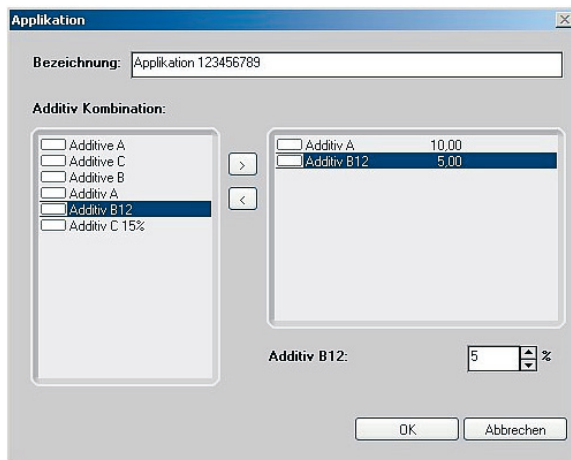 Applikation
Bezeichnung: Applikation 123456789
Additiv Kombination:
Additive A
Additive C
Additive B
Additiv A
Additiv B12
Additiv C 15%
>
<
Additiv A 10,00
Additiv B12 5,00
Additiv B12: 5 %
OK Abbrechen